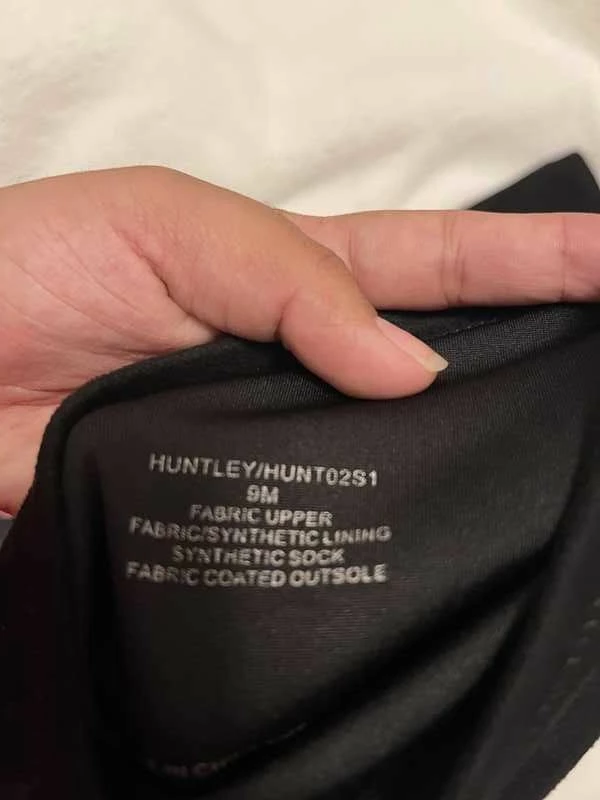 HUNTLEY/HUNT02S1
9M
FABRIC UPPER
FABRIC/SYNTHETIC LINING
SYNTHETIC SOCK
FABRIC COATED OUTSOLE